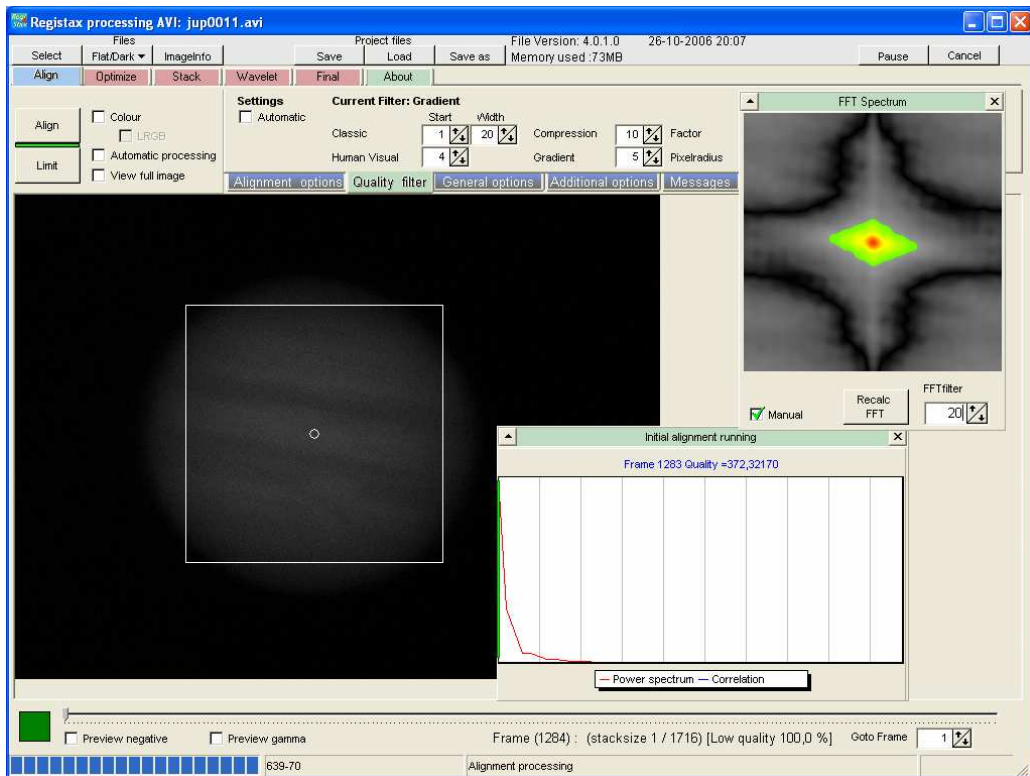 Registax processing AVI: jup0011.avi
Files
Project files
File Version: 4.0.1.0 26-10-2006 20:07
Select Flat/Dark ImageInfo Save Load Save as Memory used :73MB Pause Cancel
Align Optimize Stack Wavelet Final About
Align
Limit
Colour
LRGB
Automatic processing
View full image
Settings
Automatic
Current Filter: Gradient
Start Width
Classic 1 20 Compression 10 Factor
Human Visual 4 Gradient 5 Pixelradius
Alignment options Quality filter General options Additional options Messages
FFT Spectrum
Manual
Recalc FFT
FFTfilter
20
Initial alignment running
Frame 1283 Quality =372,32170
Power spectrum Correlation
Preview negative Preview gamma Frame (1284) : (stacksize 1 / 1716) [Low quality 100,0 %] Goto Frame 1
639-70 Alignment processing